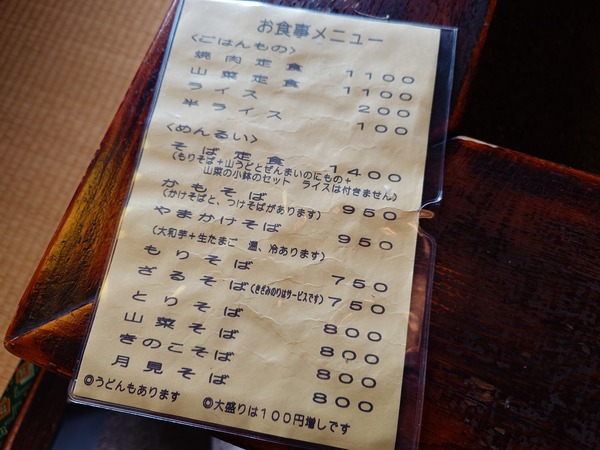 お食事メニュー
<ごはんもの>
焼肉定食 1100
山菜定食 1100
ライス 200
半ライス 100
<めんるい>
そば定食 1400
(もりそば+山うどとぜんまいのにもの+
山菜の小鉢のセット ライスは付きません)
かもそば 950
(かけそばと、つけそばがあります)
やまかけそば 950
(大和芋+生たまご 温、冷あります)
もりそば 750
ざるそば(きざみのりはサービスです) 750
とりそば 800
山菜そば 800
きのこそば 800
月見そば 800
◎うどんもあります
◎大盛りは100円増しです